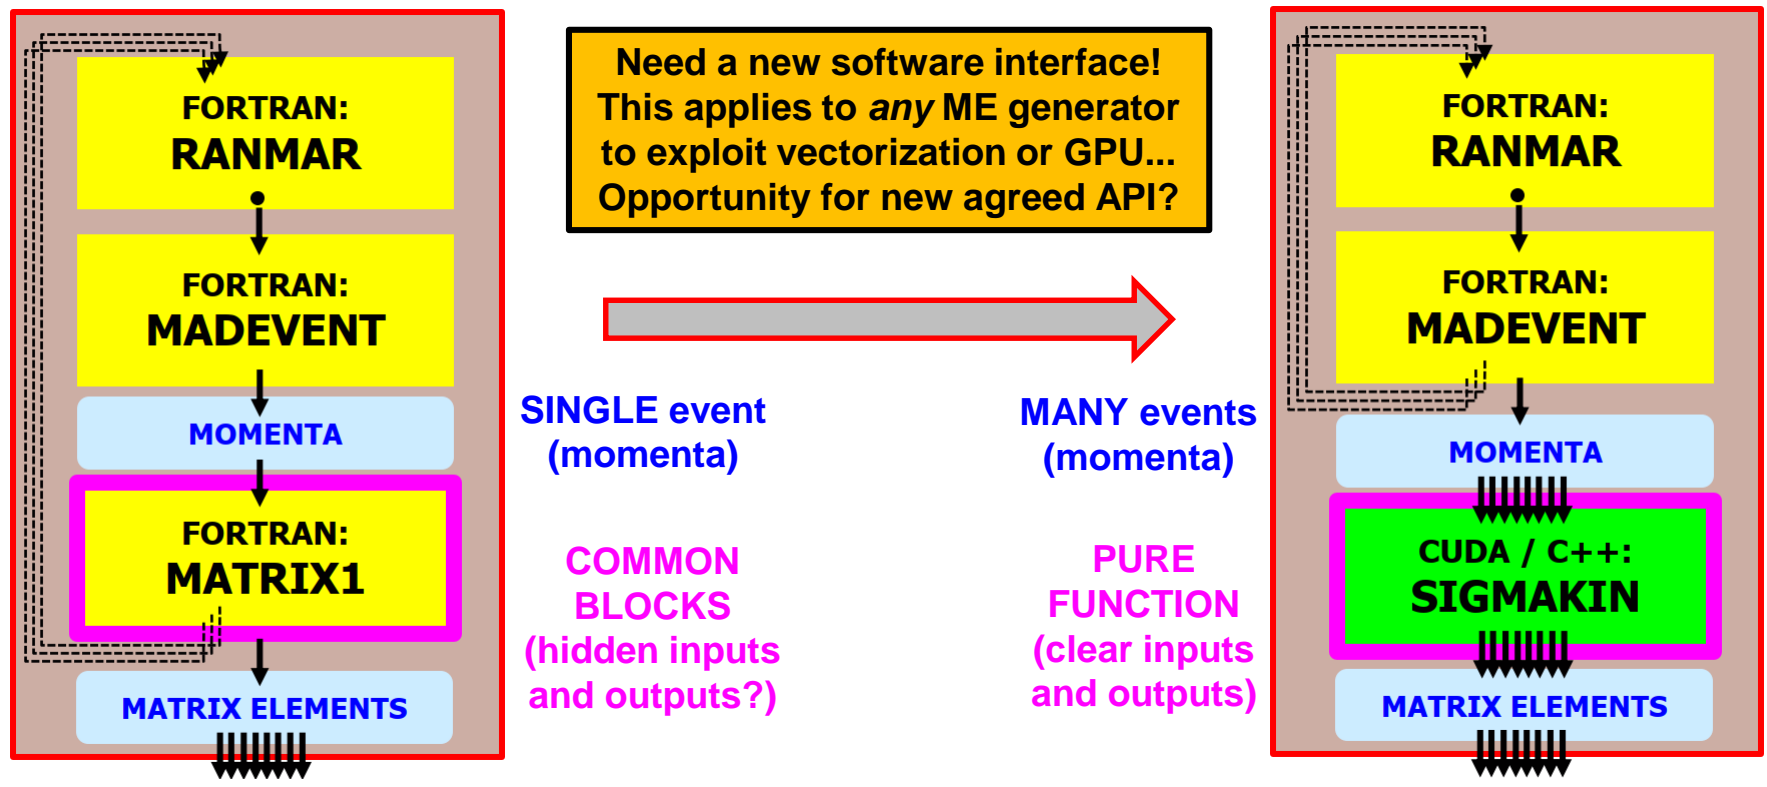 FORTRAN:
RANMAR
FORTRAN:
MADEVENT
MOMENTA
FORTRAN:
MATRIX1
MATRIX ELEMENTS
Need a new software interface!
This applies to any ME generator
to exploit vectorization or GPU...
Opportunity for new agreed API?
SINGLE event
(momenta)
COMMON
BLOCKS
(hidden inputs
and outputs?)
MANY events
(momenta)
PURE
FUNCTION
(clear inputs
and outputs)
FORTRAN:
RANMAR
FORTRAN:
MADEVENT
MOMENTA
CUDA / C++:
SIGMAKIN
MATRIX ELEMENTS